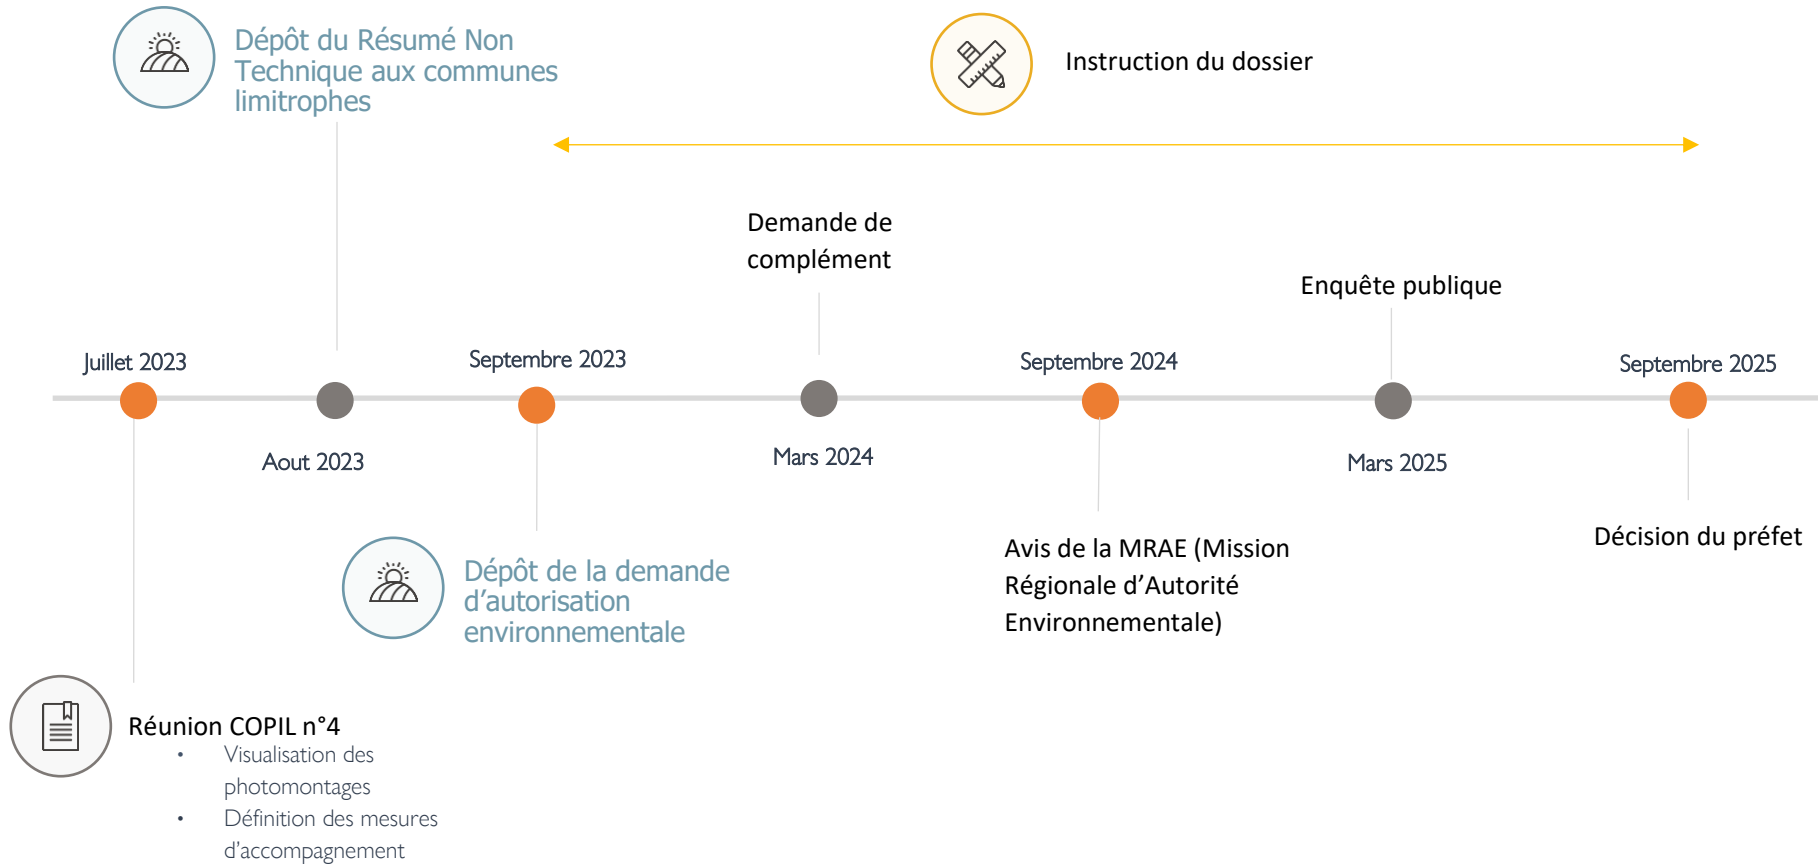 Dépôt du Résumé Non
Technique aux communes
limitrophes
Instruction du dossier
Demande de
complément
Enquête publique
Juillet 2023
Septembre 2023
Septembre 2024
Septembre 2025
Aout 2023
Mars 2024
Mars 2025
Dépôt de la demande
d’autorisation
environnementale
Avis de la MRAE (Mission
Régionale d’Autorité
Environnementale)
Décision du préfet
Réunion COPIL n°4
• Visualisation des
photomontages
• Définition des mesures
d’accompagnement